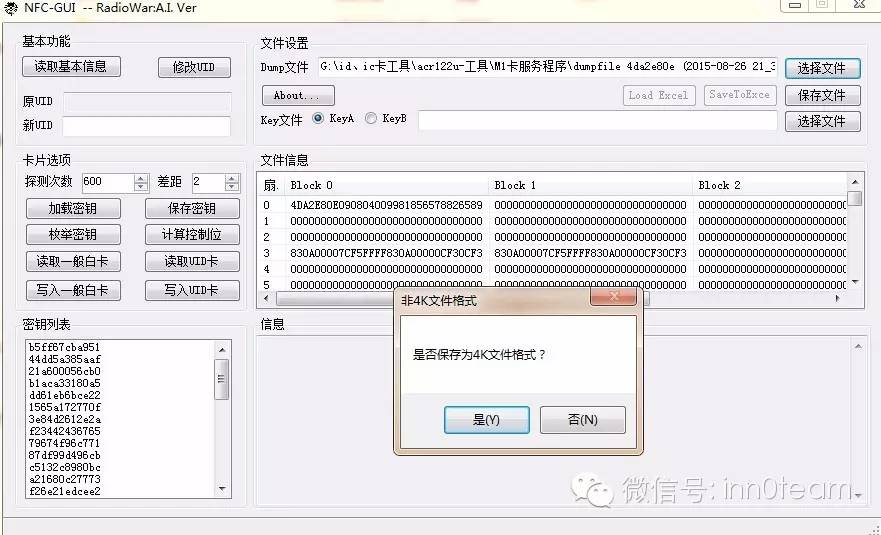 NFC-GUI -- RadioWar:A.I. Ver
基本功能
读取基本信息
修改UID
原UID
新UID
文件设置
Dump文件 G:\id、ic卡工具\acr122u-工具\M1卡服务程序\dumpfile 4da2e80e (2015-08-26 21_3
选择文件
About...
Load Excel
SaveToExce
保存文件
Key文件
KeyA
KeyB
选择文件
卡片选项
探测次数 600
差距 2
加载密钥
保存密钥
枚举密钥
计算控制位
读取一般白卡
读取UID卡
写入一般白卡
写入UID卡
文件信息
扇. Block 0 Block 1 Block 2
0 4DA2E80E090804009981856578826589 00000000000000000000000000000000 00000000000000000000000000
1 00000000000000000000000000000000 00000000000000000000000000000000 00000000000000000000000000
2 00000000000000000000000000000000 00000000000000000000000000000000 00000000000000000000000000
3 830A00007CF5FFFF830A00000CF30CF3 830A00007CF5FFFF830A00000CF30CF3 00000000000000000000000000
4 00000000000000000000000000000000 00000000000000000000000000000000 00000000000000000000000000
5 00000000000000000000000000000000 00000000000000000000000000000000 00000000000000000000000000
密钥列表
b5ff67cba951
44dd5a385aaf
21a600056cb0
b1aca33180a5
dd61eb6bce22
1565a172770f
3e84d2612e2a
f23442436765
79674f96c771
87df99d496cb
c5132c8980bc
a21680c27773
f26e21edcee2
信息
非4K文件格式
是否保存为4K文件格式？
是(Y)
否(N)
微信号: inn0team